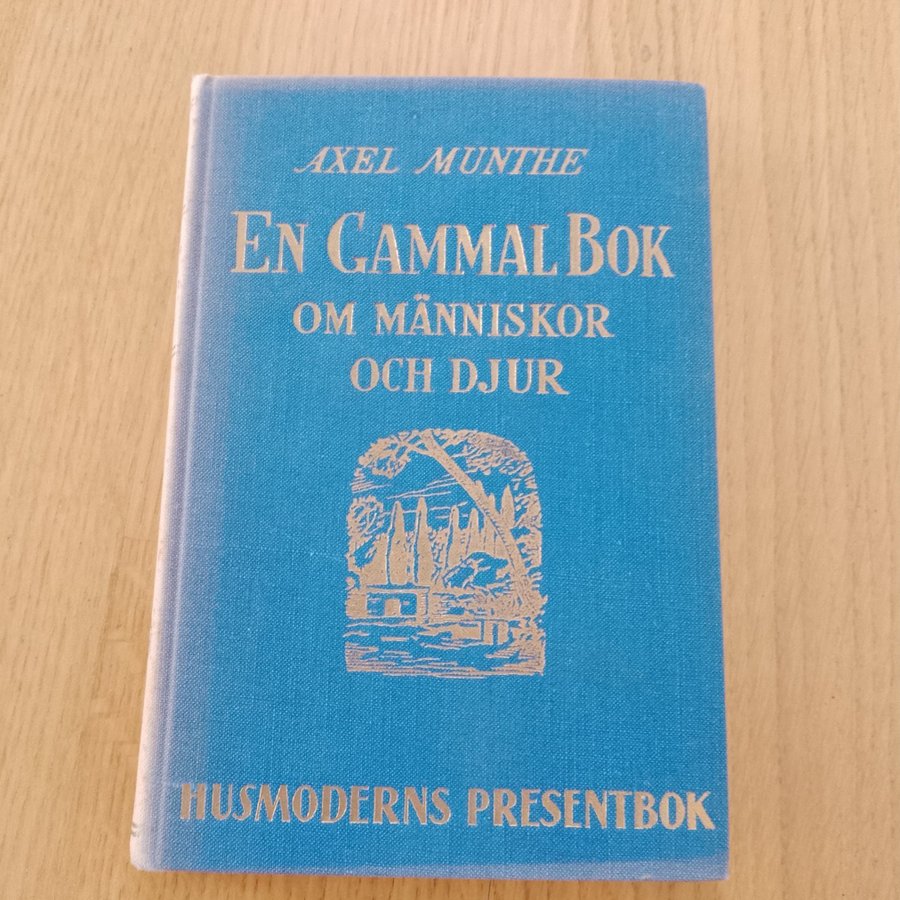 AXEL MUNTHE
EN GAMMAL BOK
OM MÄNNISKOR
OCH DJUR
HUSMODERNS PRESENTBOK